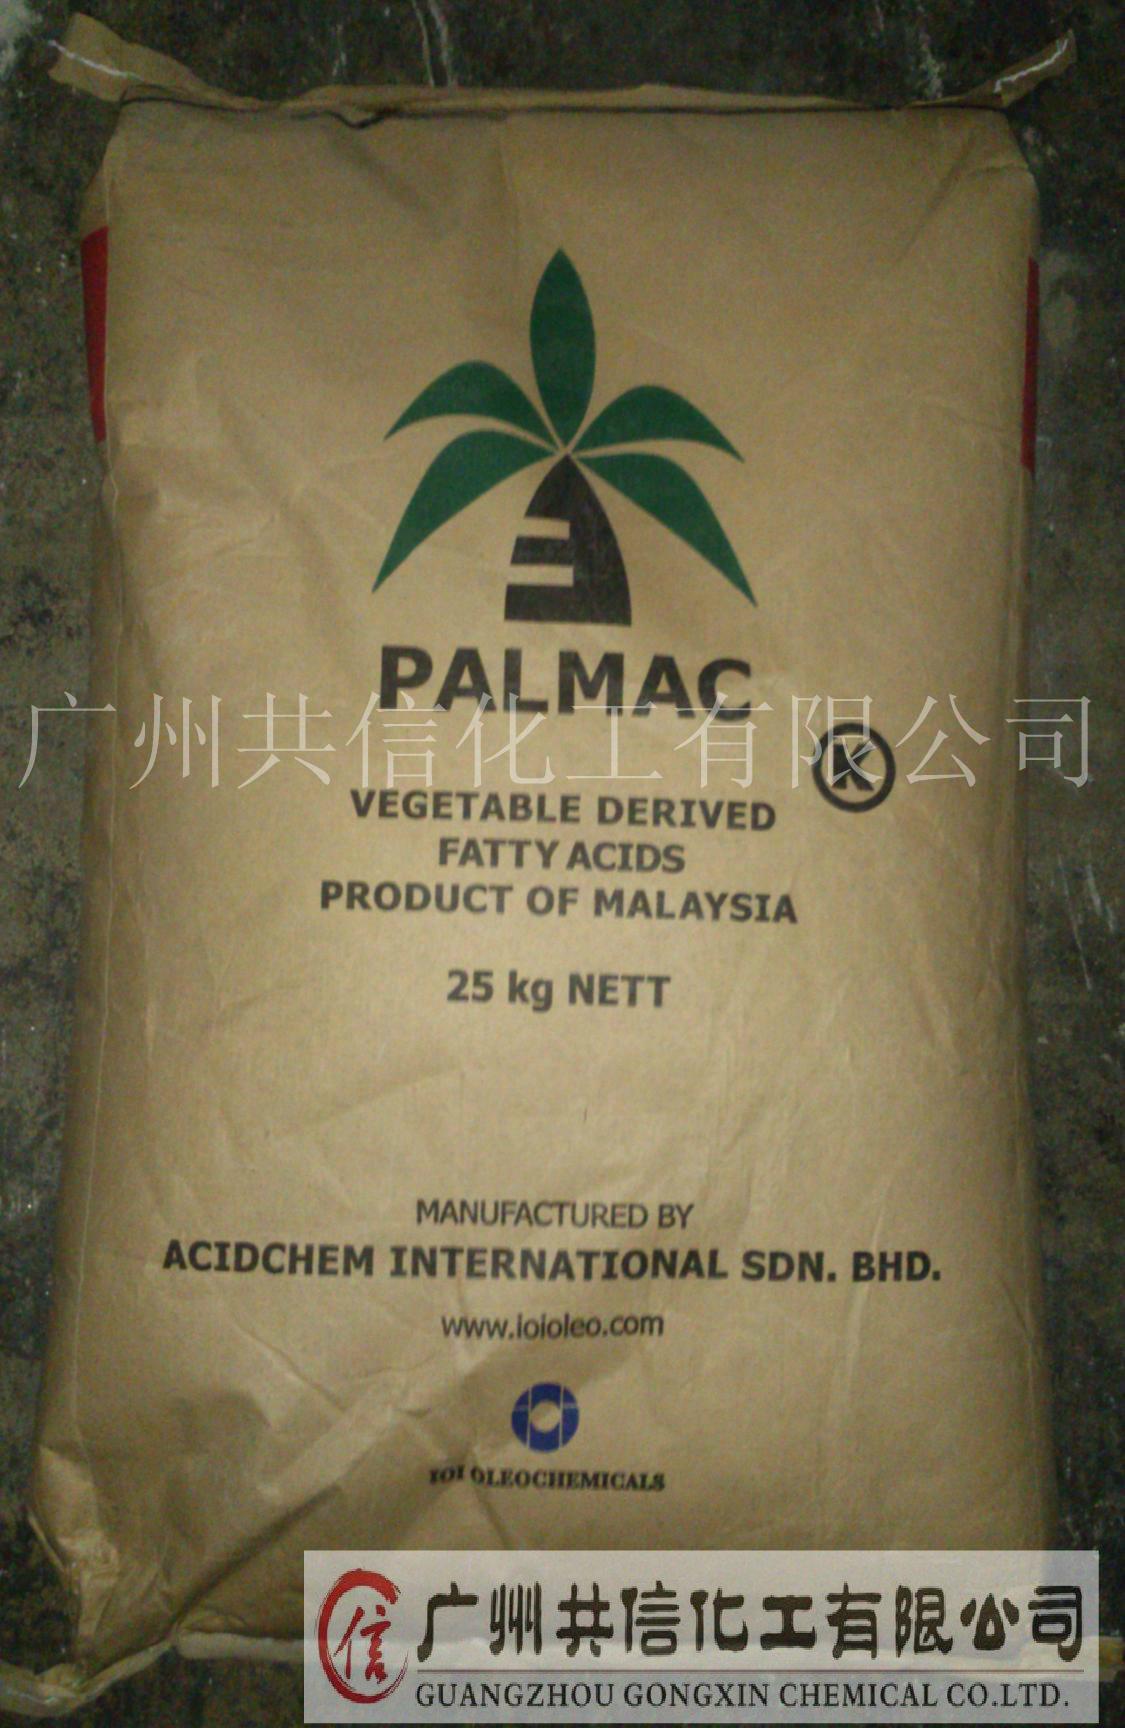 PALMAC
广州共信化工有限公司
K
VEGETABLE DERIVED
FATTY ACIDS
PRODUCT OF MALAYSIA
25 kg NETT
MANUFACTURED BY
ACIDCHEM INTERNATIONAL SDN. BHD.
www.ioioleo.com
IOI OLEOCHEMICALS
信
广州共信化工有限公司
GUANGZHOU GONGXIN CHEMICAL CO.LTD.